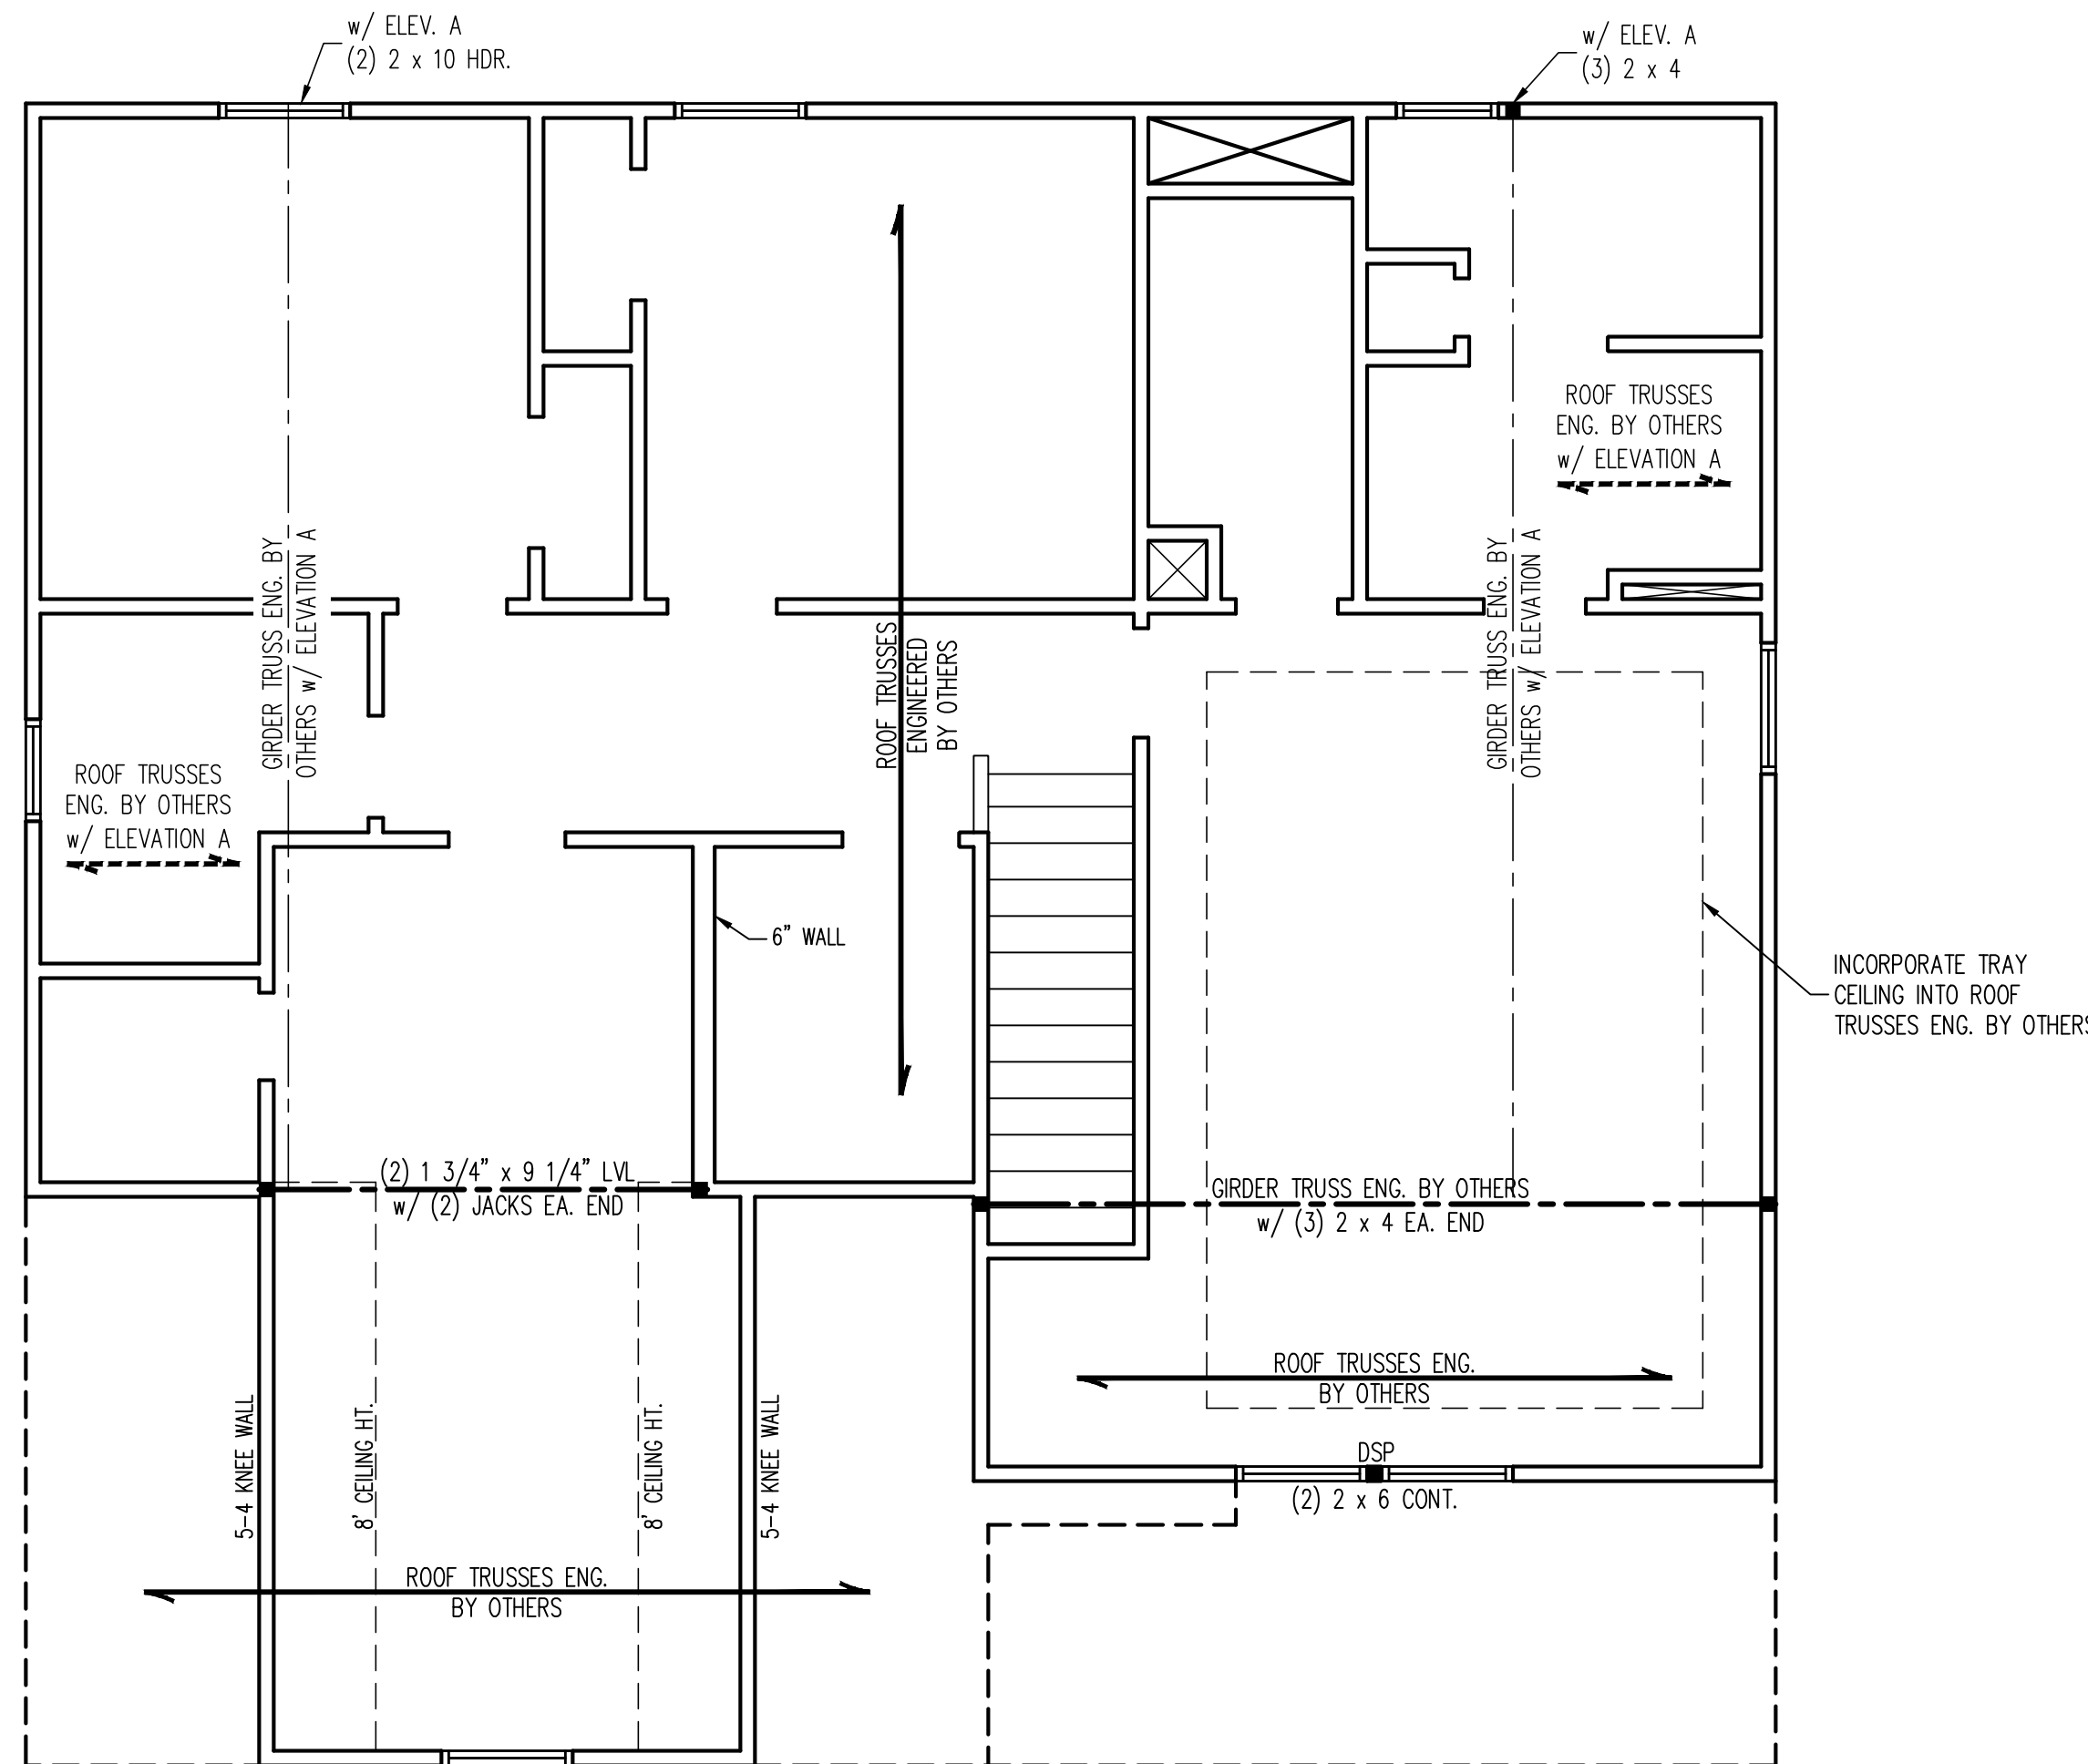 w/ ELEV. A
(2) 2 x 10 HDR.
w/ ELEV. A
(3) 2 x 4
ROOF TRUSSES
ENG. BY OTHERS
w/ ELEVATION A
GIRDER TRUSS ENG. BY
OTHERS w/ ELEVATION A
ROOF TRUSSES
ENGINEERED
BY OTHERS
GIRDER TRUSS ENG. BY
OTHERS w/ ELEVATION A
ROOF TRUSSES
ENG. BY OTHERS
w/ ELEVATION A
6" WALL
INCORPORATE TRAY
CEILING INTO ROOF
TRUSSES ENG. BY OTHERS
(2) 1 3/4" x 9 1/4" LVL
w/ (2) JACKS EA. END
GIRDER TRUSS ENG. BY OTHERS
w/ (3) 2 x 4 EA. END
ROOF TRUSSES ENG.
BY OTHERS
5-4 KNEE WALL
8' CEILING HT.
8' CEILING HT.
5-4 KNEE WALL
DSP
(2) 2 x 6 CONT.
ROOF TRUSSES ENG.
BY OTHERS